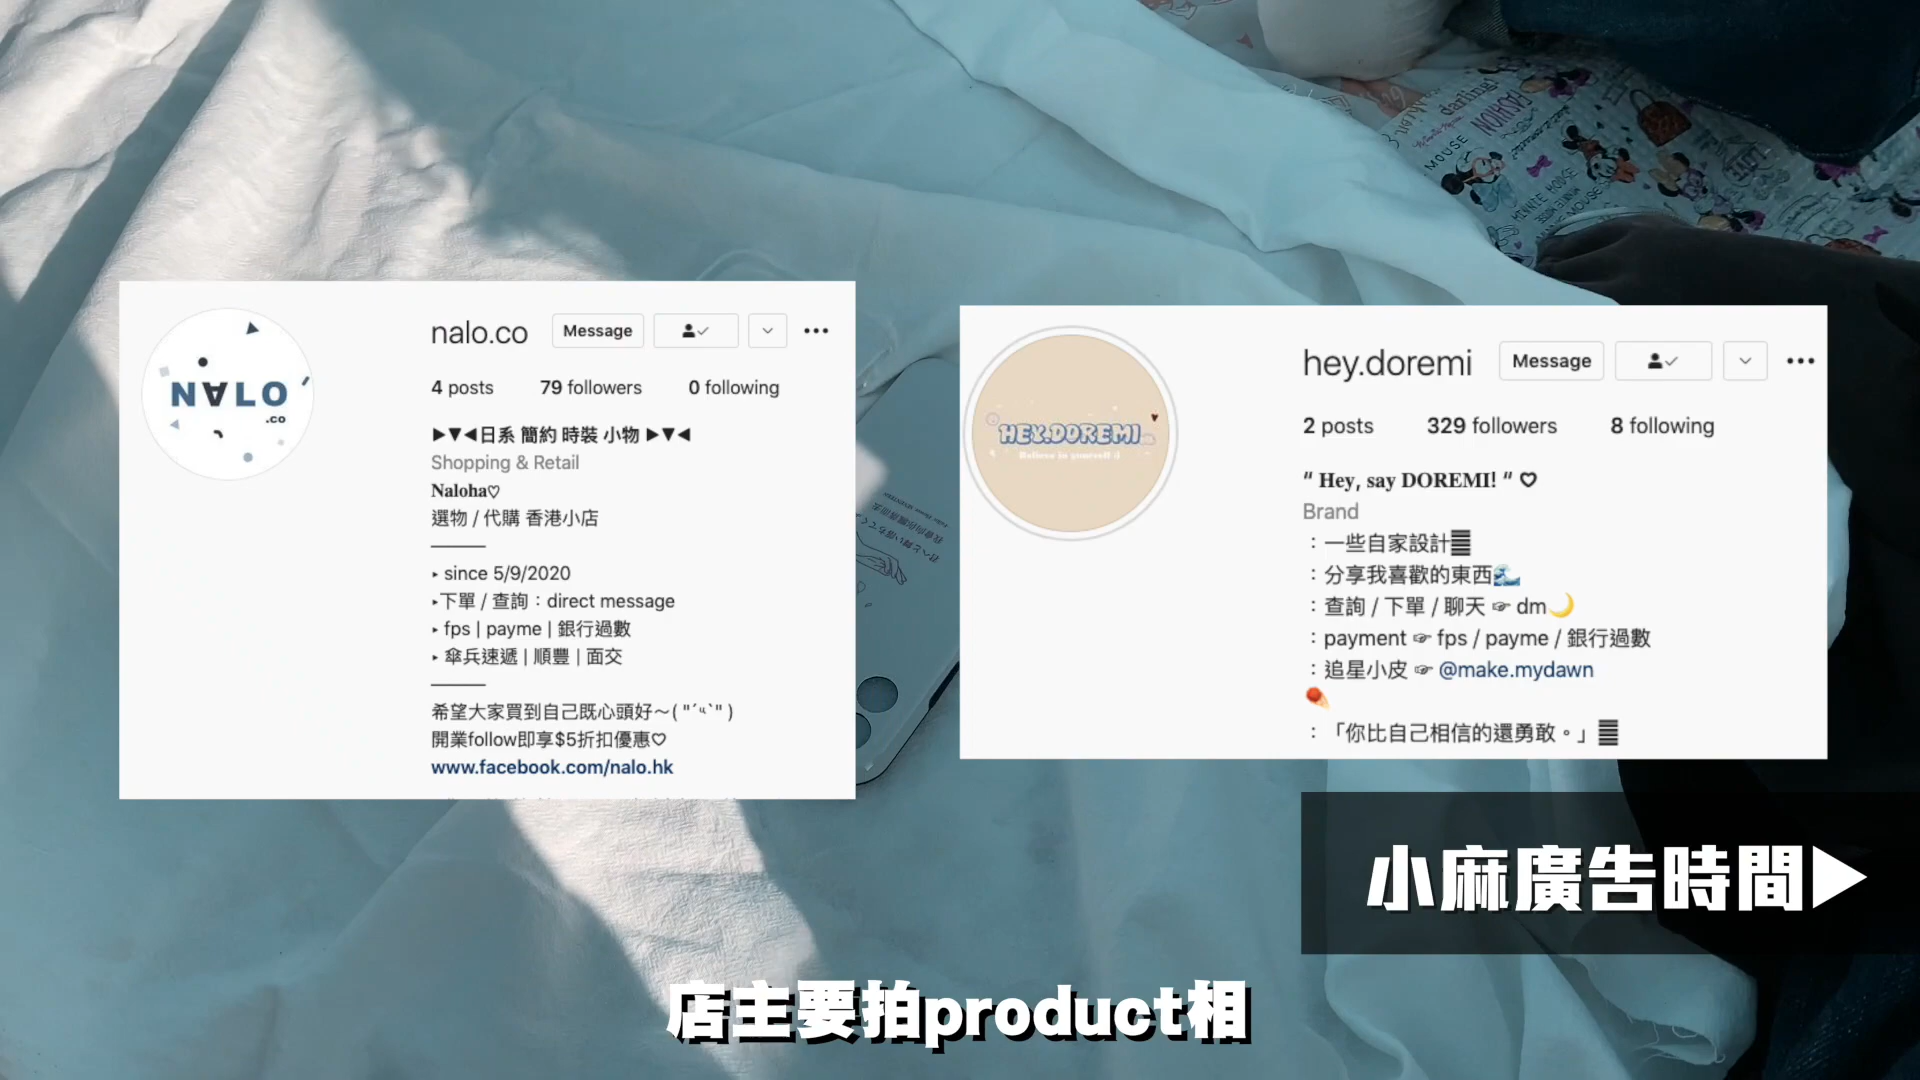 NALO
.co
nalo.co
Message
4 posts 79 followers 0 following
▶▼◀日系 簡約 時裝 小物 ▶▼◀
Shopping & Retail
Naloha♡
選物 / 代購 香港小店
———
‣ since 5/9/2020
‣下單 / 查詢：direct message
‣ fps | payme | 銀行過數
‣ 傘兵速遞 | 順豐 | 面交
———
希望大家買到自己既心頭好～
開業follow即享$5折扣優惠♡
www.facebook.com/nalo.hk
HEY.DOREMI
Believe in yourself :)
hey.doremi
Message
2 posts 329 followers 8 following
“ Hey, say DOREMI! “ ♡
Brand
：一些自家設計
：分享我喜歡的東西🌊
：查詢 / 下單 / 聊天 ☞ dm🌙
：payment ☞ fps / payme / 銀行過數
：追星小皮 ☞ @make.mydawn
☄️
：「你比自己相信的還勇敢。」
darling!
FASHION
MOUSE
小麻廣告時間▶
店主要拍product相